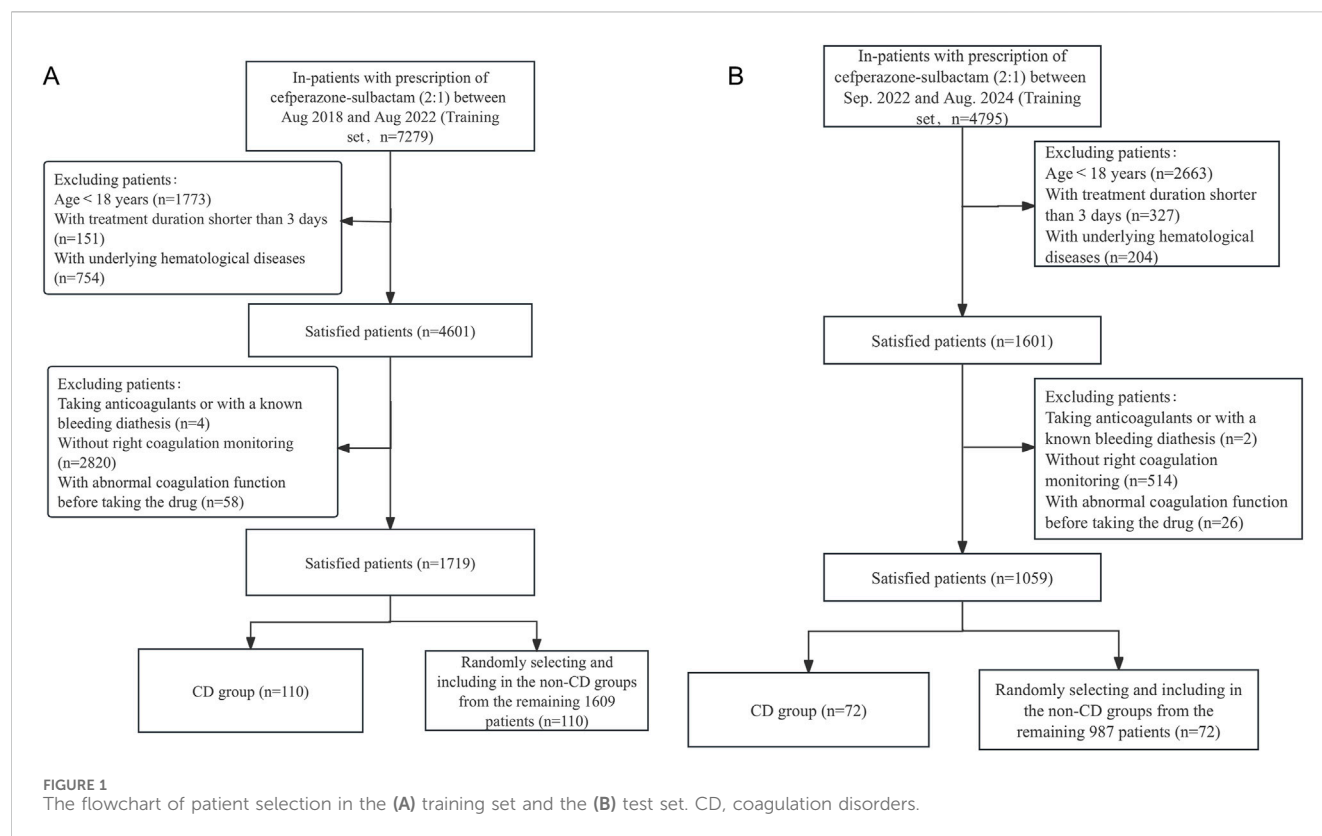 A
In-patients with prescription of
cefperazone-sulbactam (2:1) between
Aug 2018 and Aug 2022 (Training
set，n=7279)
Excluding patients：
Age < 18 years (n=1773)
With treatment duration shorter than 3 days
(n=151)
With underlying hematological diseases
(n=754)
Satisfied patients (n=4601)
Excluding patients：
Taking anticoagulants or with a known
bleeding diathesis (n=4)
Without right coagulation monitoring
(n=2820)
With abnormal coagulation function
before taking the drug (n=58)
Satisfied patients (n=1719)
CD group (n=110)
Randomly selecting and
including in the non-CD groups
from the remaining 1609
patients (n=110)
B
In-patients with prescription of
cefperazone-sulbactam (2:1) between
Sep. 2022 and Aug. 2024 (Training
set，n=4795)
Excluding patients：
Age < 18 years (n=2663)
With treatment duration shorter
than 3 days (n=327)
With underlying hematological
diseases (n=204)
Satisfied patients (n=1601)
Excluding patients：
Taking anticoagulants or with a
known bleeding diathesis (n=2)
Without right coagulation
monitoring (n=514)
With abnormal coagulation function
before taking the drug (n=26)
Satisfied patients (n=1059)
CD group (n=72)
Randomly selecting and including in
the non-CD groups from the
remaining 987 patients (n=72)
FIGURE 1
The flowchart of patient selection in the (A) training set and the (B) test set. CD, coagulation disorders.